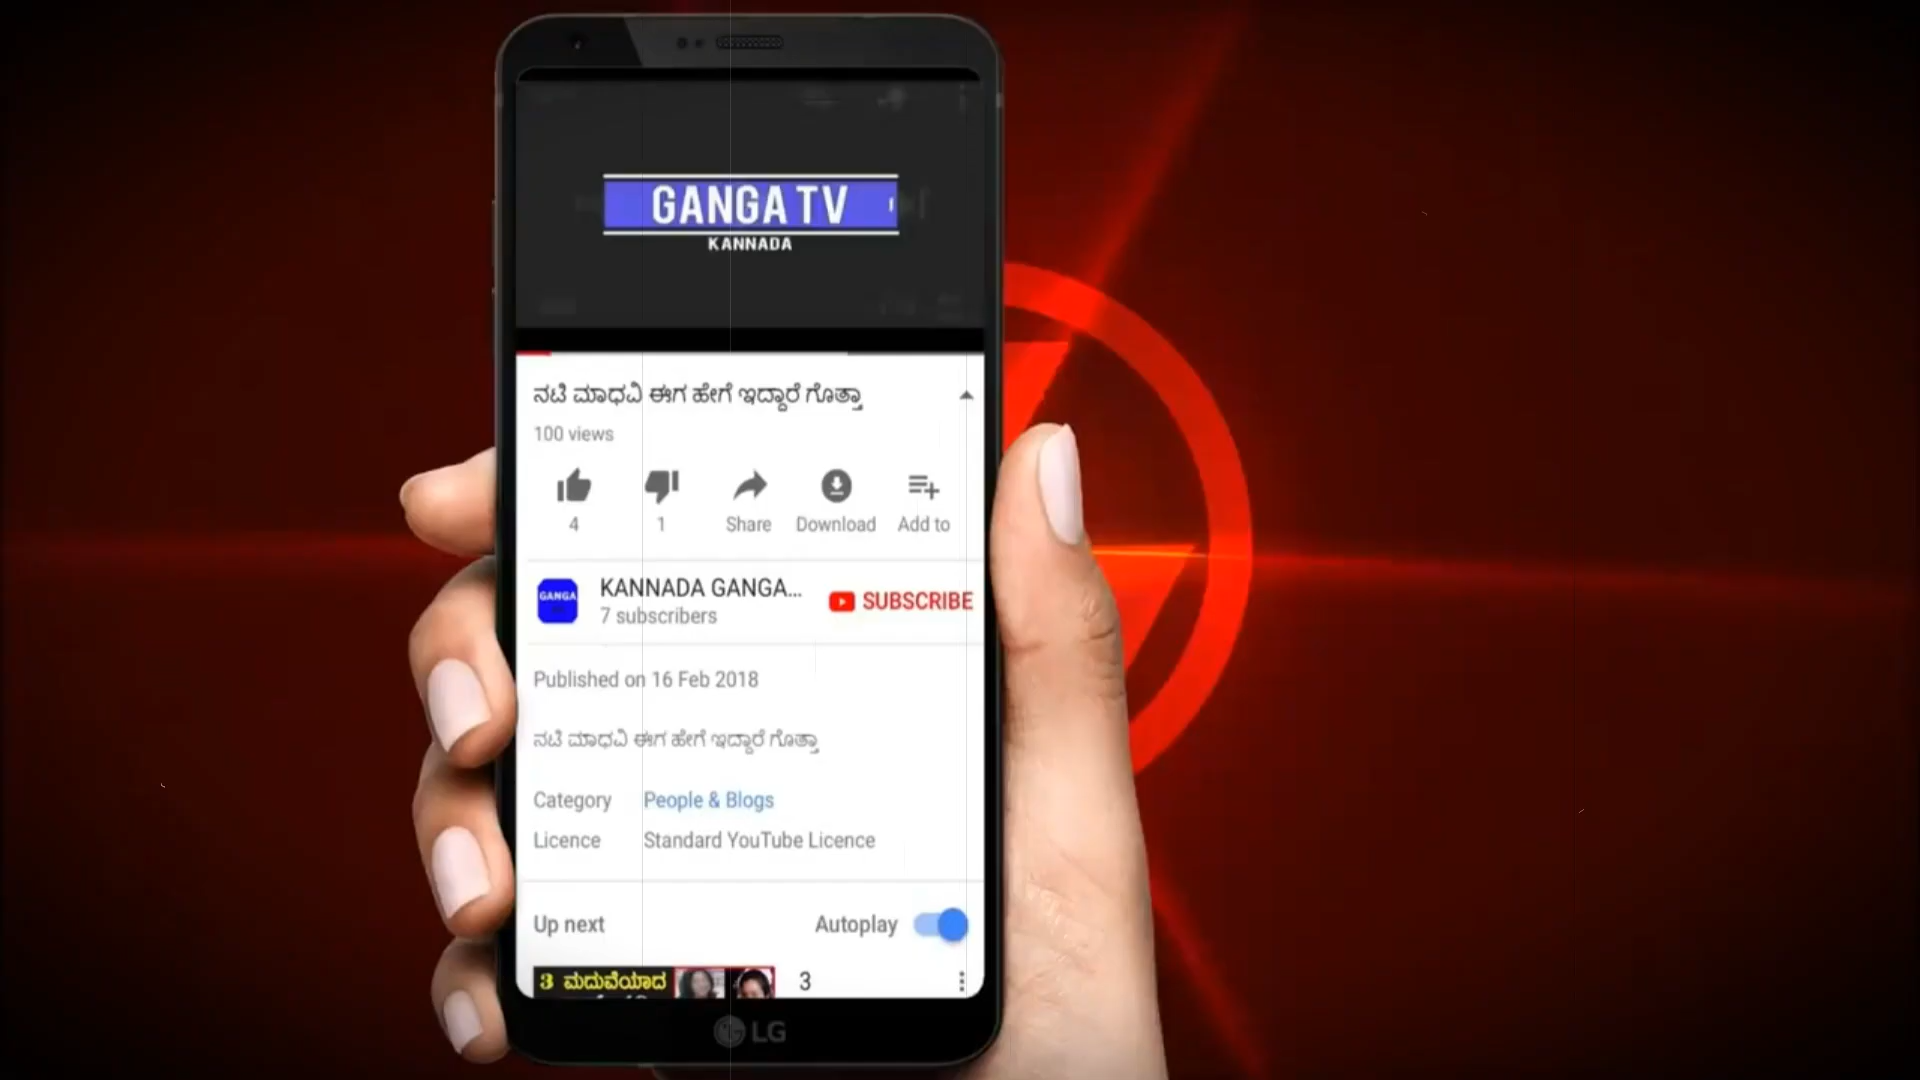 GANGA TV
KANNADA
ನಟಿ ಮಾಧವಿ ಈಗ ಹೇಗೆ ಇದ್ದಾರೆ ಗೊತ್ತಾ
100 views
4 1 Share Download Add to
GANGA
KANNADA GANGA...
7 subscribers
SUBSCRIBE
Published on 16 Feb 2018
ನಟಿ ಮಾಧವಿ ಈಗ ಹೇಗೆ ಇದ್ದಾರೆ ಗೊತ್ತಾ
Category People & Blogs
Licence Standard YouTube Licence
Up next Autoplay
3 ಮದುವೆಯಾದ 3
LG